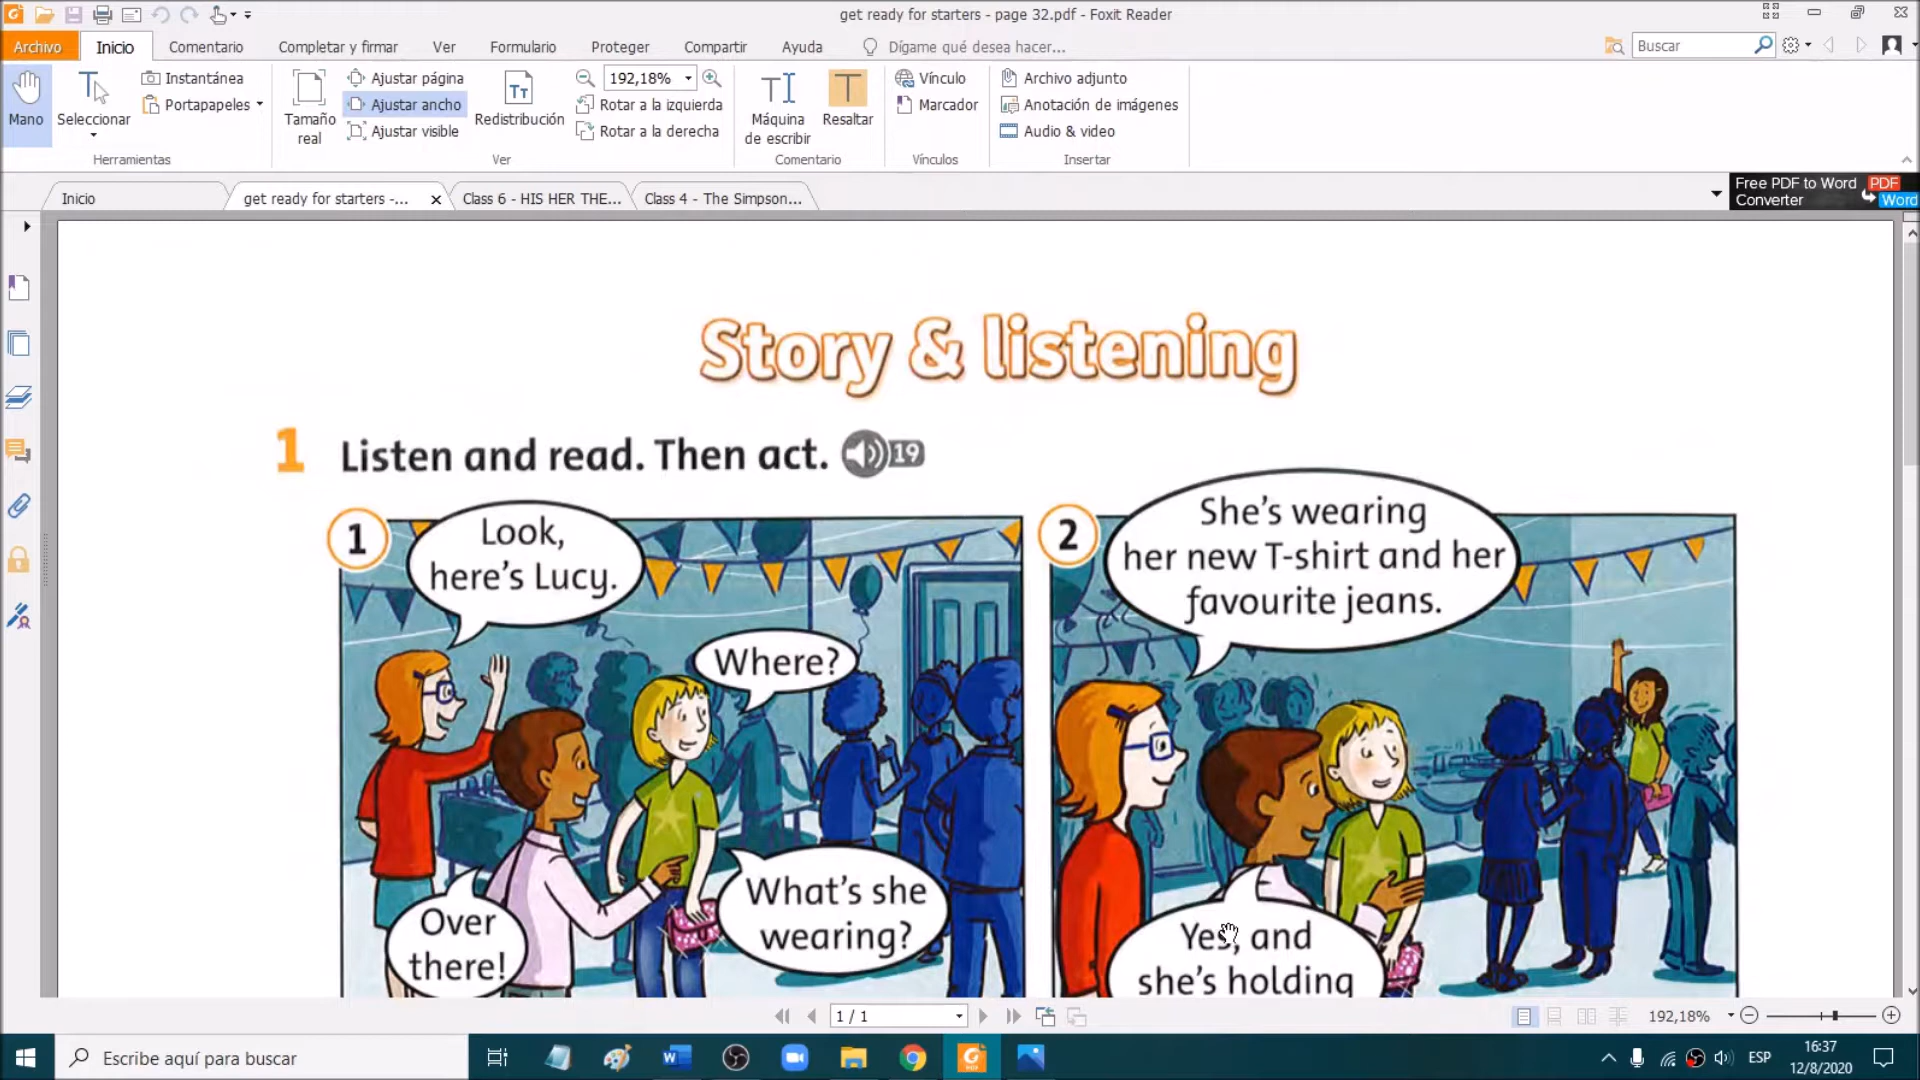 get ready for starters - page 32.pdf - Foxit Reader
Archivo Inicio Comentario Completar y firmar Ver Formulario Proteger Compartir Ayuda Dígame qué desea hacer... Buscar
Mano
Seleccionar
Instantánea
Portapapeles
Herramientas
Tamaño
real
Ajustar página
Ajustar ancho
Ajustar visible
Redistribución
192,18%
Rotar a la izquierda
Rotar a la derecha
Ver
Máquina
de escribir
Resaltar
Comentario
Vínculo
Marcador
Vínculos
Archivo adjunto
Anotación de imágenes
Audio & video
Insertar
Inicio
get ready for starters -...
Class 6 - HIS HER THE...
Class 4 - The Simpson...
Free PDF to Word PDF
Converter Word
Story & listening
1 Listen and read. Then act. 19
1
Look,
here's Lucy.
Where?
Over
there!
What's she
wearing?
2
She's wearing
her new T-shirt and her
favourite jeans.
Yes, and
she's holding
1 / 1
192,18%
Escribe aquí para buscar
ESP
16:37
12/8/2020